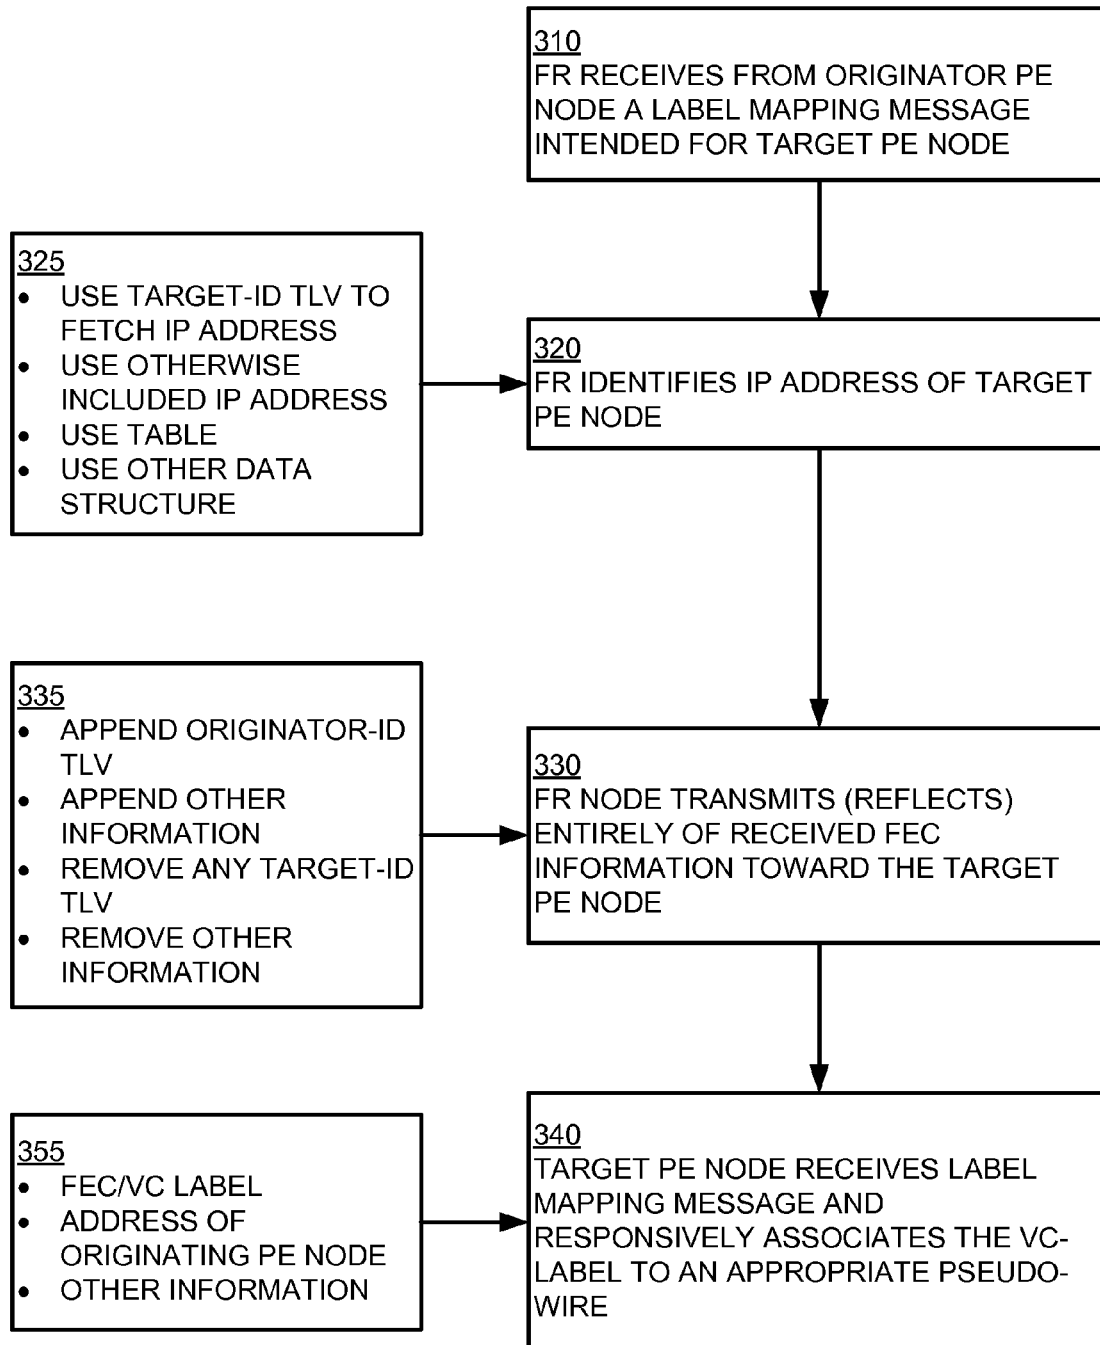 310
FR RECEIVES FROM ORIGINATOR PE
NODE A LABEL MAPPING MESSAGE
INTENDED FOR TARGET PE NODE
325
• USE TARGET-ID TLV TO
FETCH IP ADDRESS
• USE OTHERWISE
INCLUDED IP ADDRESS
• USE TABLE
• USE OTHER DATA
STRUCTURE
320
FR IDENTIFIES IP ADDRESS OF TARGET
PE NODE
335
• APPEND ORIGINATOR-ID
TLV
• APPEND OTHER
INFORMATION
• REMOVE ANY TARGET-ID
TLV
• REMOVE OTHER
INFORMATION
330
FR NODE TRANSMITS (REFLECTS)
ENTIRELY OF RECEIVED FEC
INFORMATION TOWARD THE TARGET
PE NODE
355
• FEC/VC LABEL
• ADDRESS OF
ORIGINATING PE NODE
• OTHER INFORMATION
340
TARGET PE NODE RECEIVES LABEL
MAPPING MESSAGE AND
RESPONSIVELY ASSOCIATES THE VC-
LABEL TO AN APPROPRIATE PSEUDO-
WIRE